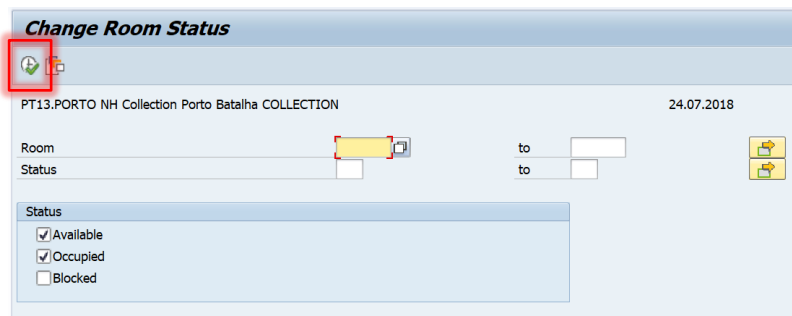 Change Room Status
PT13.PORTO NH Collection Porto Batalha COLLECTION 24.07.2018
Room to
Status to
Status
Available
Occupied
Blocked